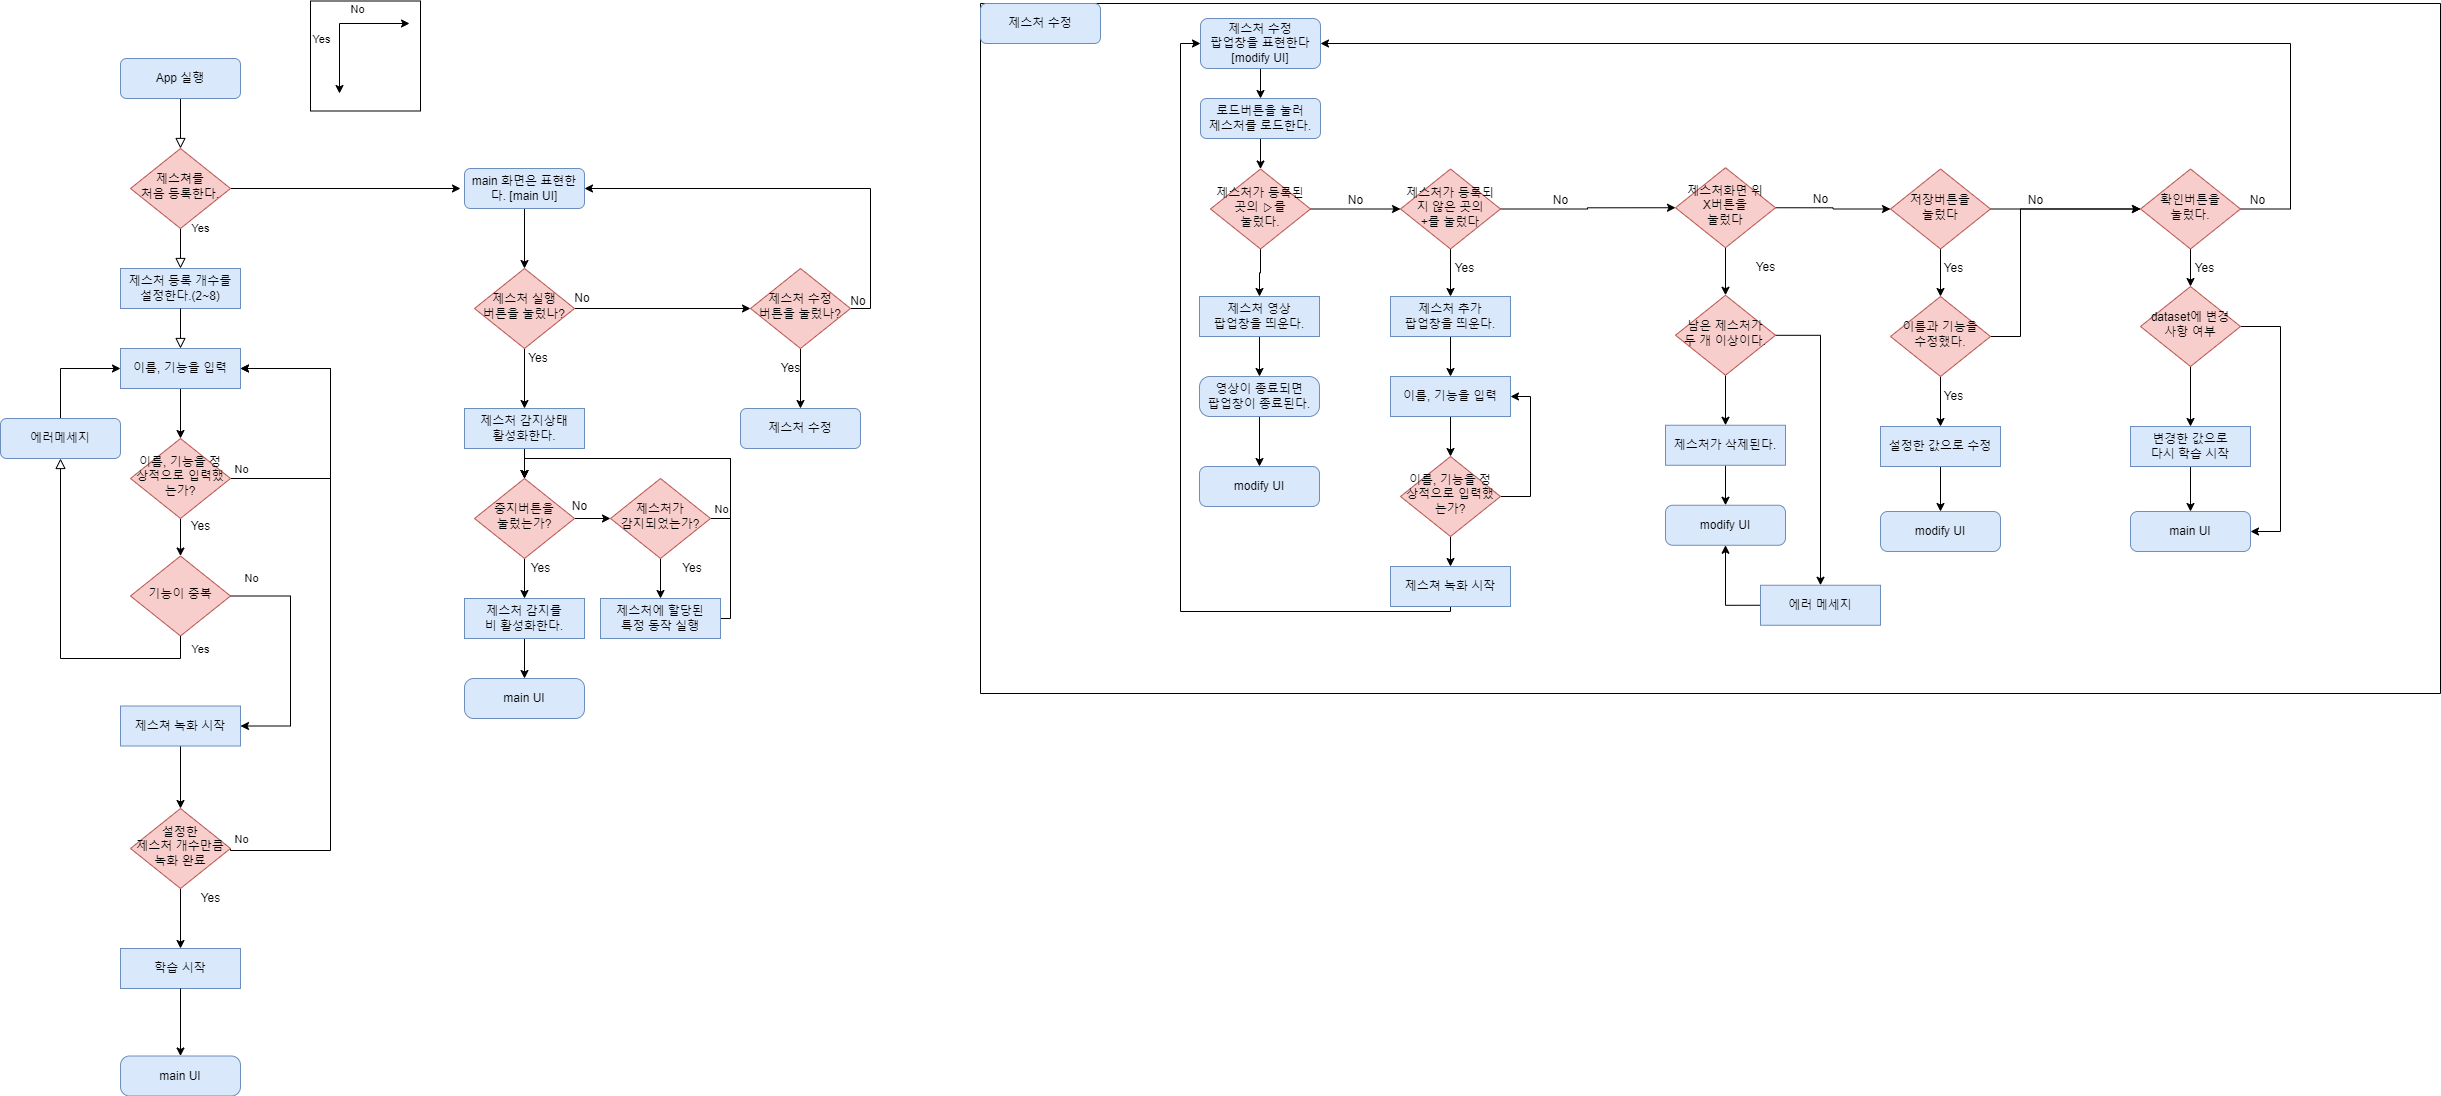 No
Yes
App 실행
제스쳐를
처음 등록한다.
Yes
제스처 등록 개수를
설정한다.(2~8)
이름, 기능을 입력
에러메세지
이름, 기능을 정
상적으로 입력했
는가?
No
Yes
기능이 중복
No
Yes
제스쳐 녹화 시작
설정한
제스처 개수만큼
녹화 완료
No
Yes
학습 시작
main UI
main 화면은 표현한
다. [main UI]
제스처 실행
버튼을 눌렀나?
No
Yes
제스처 수정
버튼을 눌렀나?
No
Yes
제스처 수정
제스처 감지상태
활성화한다.
중지버튼을
눌렀는가?
No
Yes
제스처가
감지되었는가?
No
Yes
제스처 감지를
비 활성화한다.
제스처에 할당된
특정 동작 실행
main UI
제스처 수정
제스처 수정
팝업창을 표현한다
[modify UI]
로드버튼을 눌러
제스처를 로드한다.
제스처가 등록된
곳의 ▷를
눌렀다.
No
제스처가 등록되
지 않은 곳의
+를 눌렀다
No
제스처화면 위
X버튼을
눌렀다
No
저장버튼을
눌렀다
No
확인버튼을
눌렀다.
No
제스처 영상
팝업창을 띄운다.
영상이 종료되면
팝업창이 종료된다.
modify UI
Yes
제스처 추가
팝업창을 띄운다.
이름, 기능을 입력
이름, 기능을 정
상적으로 입력했
는가?
제스쳐 녹화 시작
Yes
남은 제스처가
두 개 이상이다.
제스처가 삭제된다.
modify UI
에러 메세지
Yes
이름과 기능을
수정했다.
Yes
설정한 값으로 수정
modify UI
Yes
dataset에 변경
사항 여부
변경한 값으로
다시 학습 시작
main UI